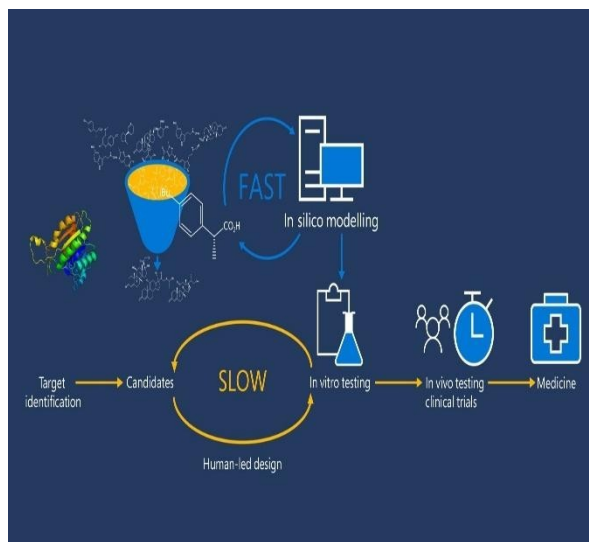 iBu
CO₂H
FAST
In silico modelling
SLOW
Target
identification
Candidates
In vitro testing
In vivo testing
clinical trials
Medicine
Human-led design